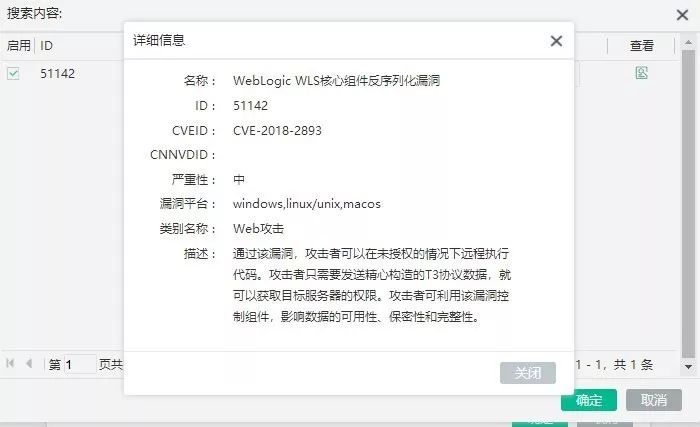 搜索内容:
启用 ID 查看
51142
详细信息
名称： WebLogic WLS核心组件反序列化漏洞
ID： 51142
CVEID： CVE-2018-2893
CNNVDID：
严重性： 中
漏洞平台： windows,linux/unix,macos
类别名称： Web攻击
描述： 通过该漏洞，攻击者可以在未授权的情况下远程执行
代码。攻击者只需要发送精心构造的T3协议数据，就
可以获取目标服务器的权限。攻击者可利用该漏洞控
制组件，影响数据的可用性、保密性和完整性。
第 1 页共 1 - 1，共 1 条
关闭
确定 取消